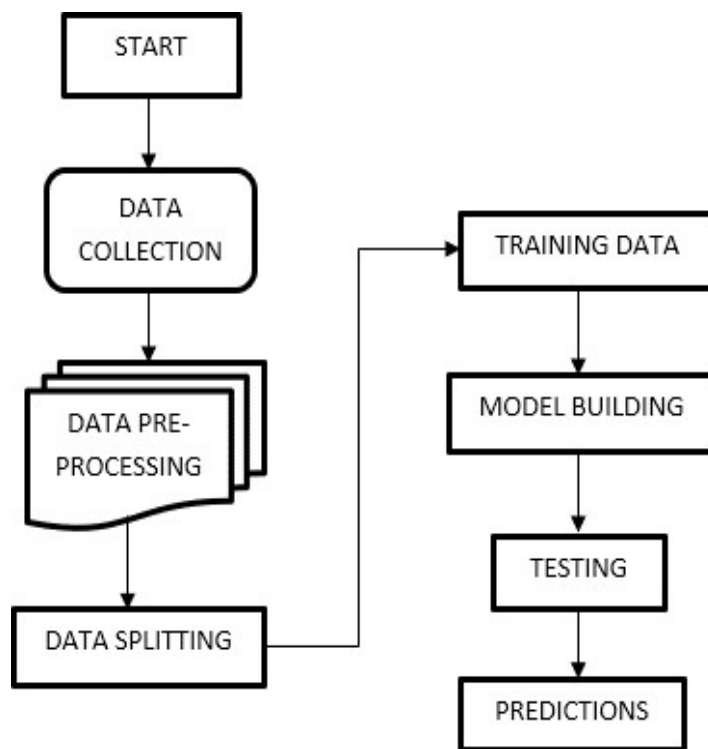 START
DATA
COLLECTION
DATA PRE-
PROCESSING
DATA SPLITTING
TRAINING DATA
MODEL BUILDING
TESTING
PREDICTIONS